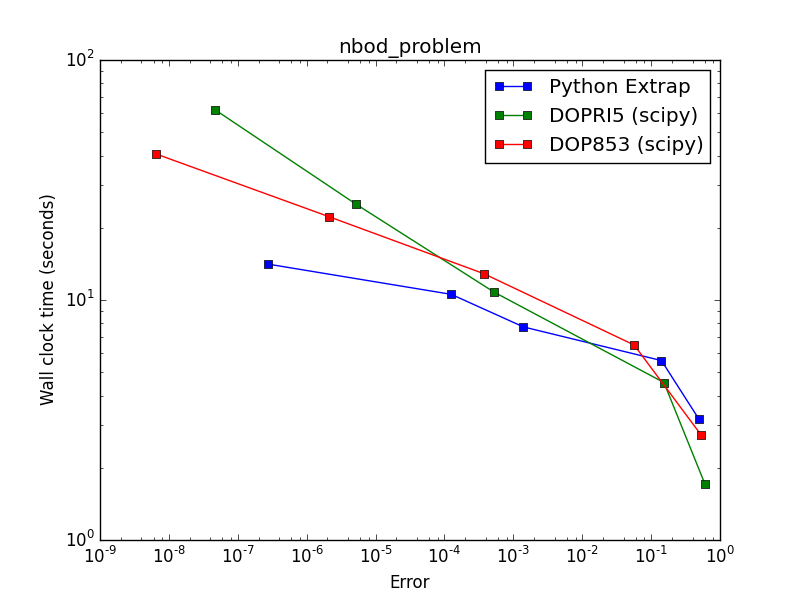 nbod_problem
Python Extrap
DOPRI5 (scipy)
DOP853 (scipy)
Wall clock time (seconds)
10^2
10^1
10^0
10^-9 10^-8 10^-7 10^-6 10^-5 10^-4 10^-3 10^-2 10^-1 10^0
Error